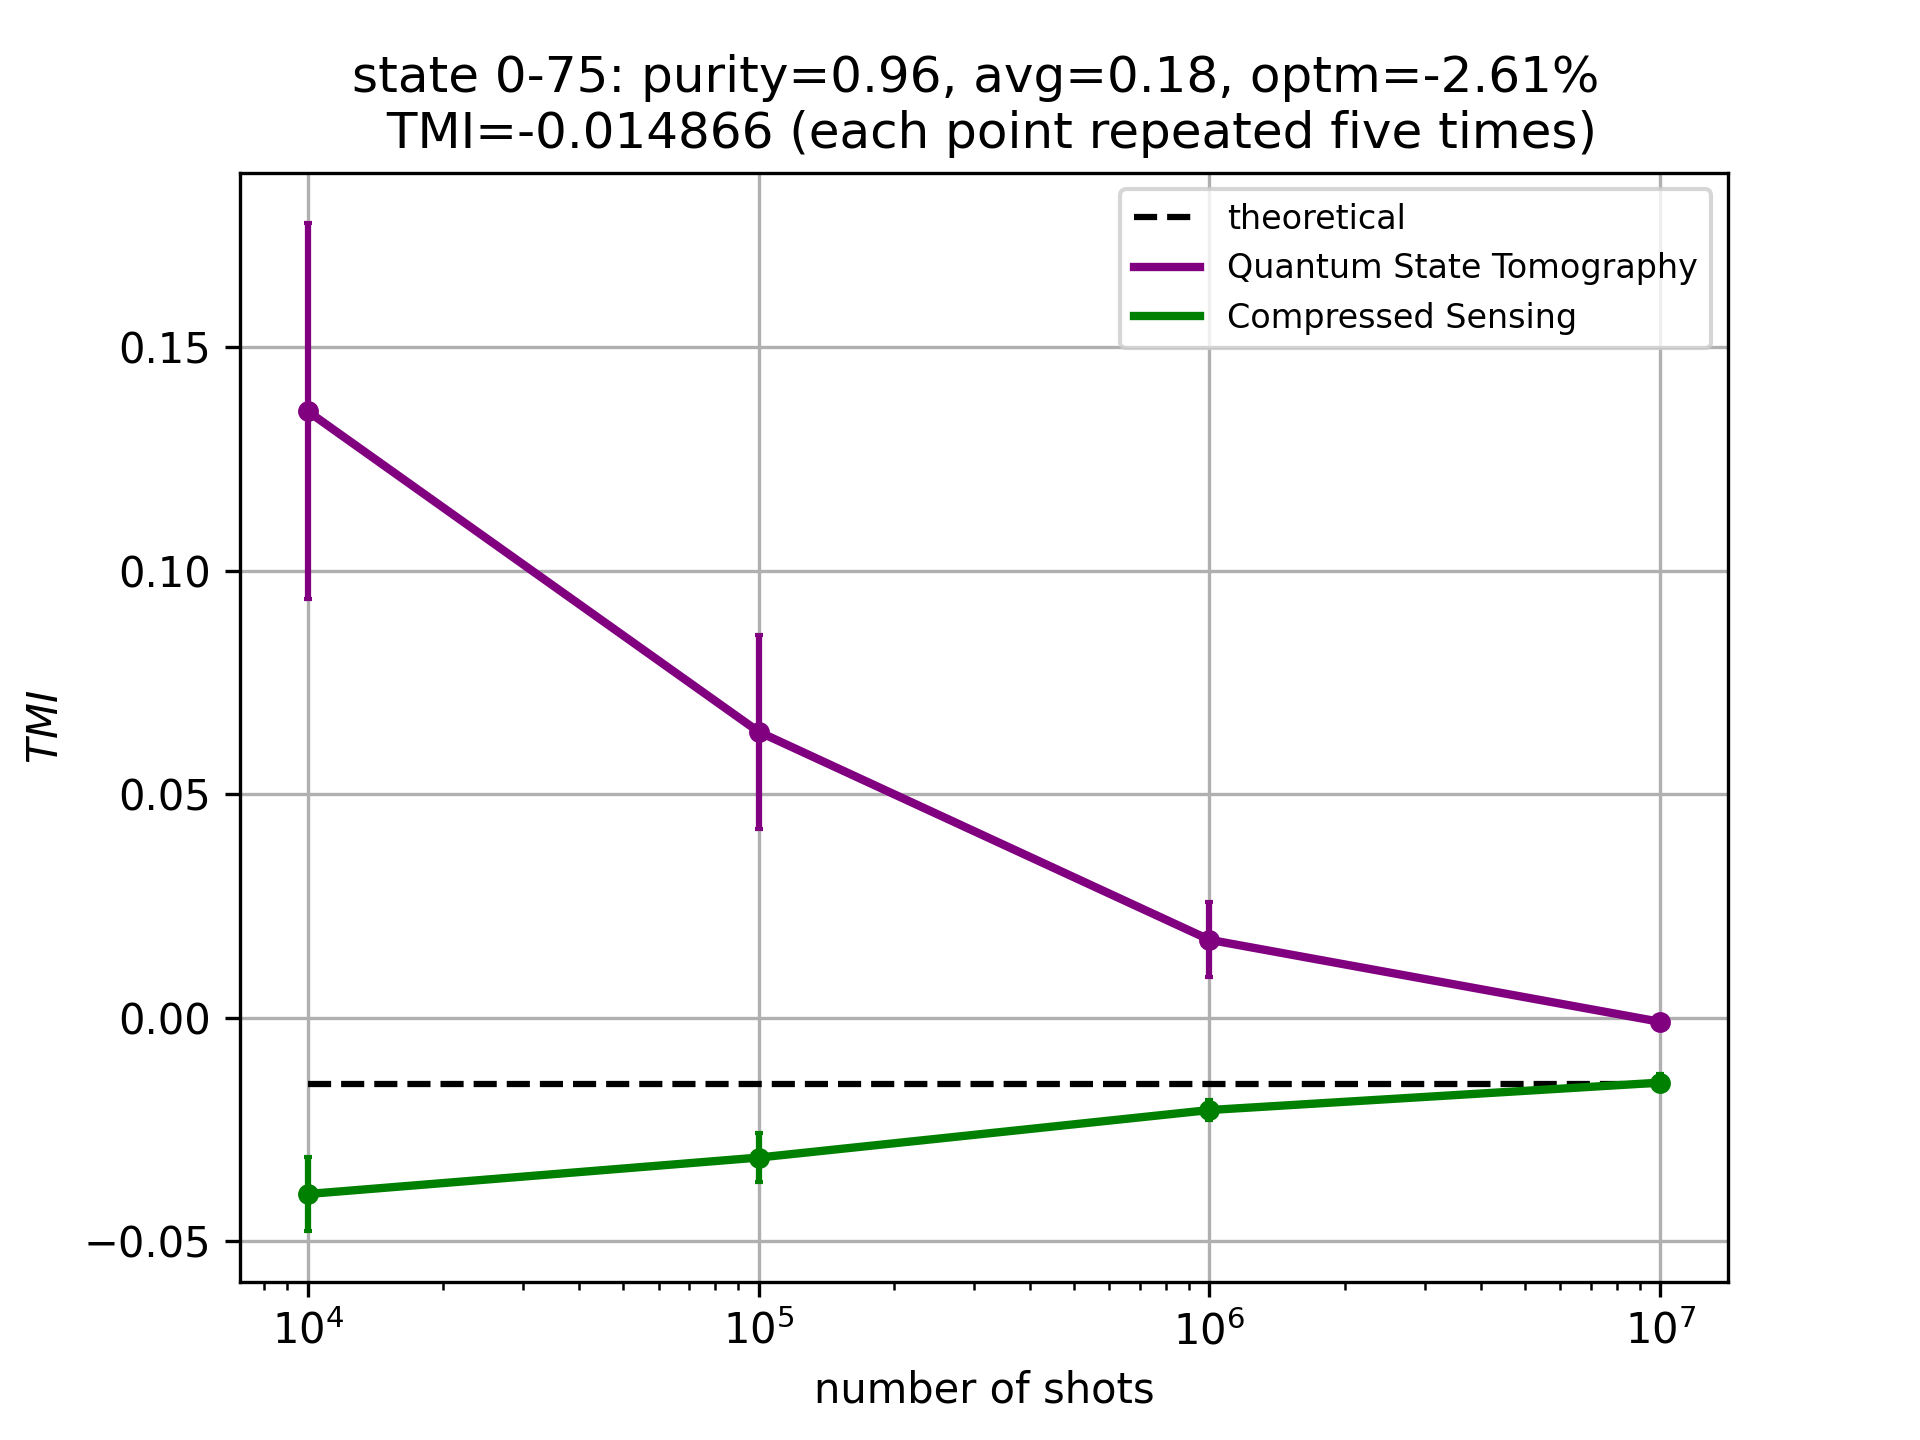 state 0-75: purity=0.96, avg=0.18, optm=-2.61%
TMI=-0.014866 (each point repeated five times)
theoretical
Quantum State Tomography
Compressed Sensing
0.15
0.10
0.05
0.00
−0.05
TMI
10⁴
10⁵
10⁶
10⁷
number of shots